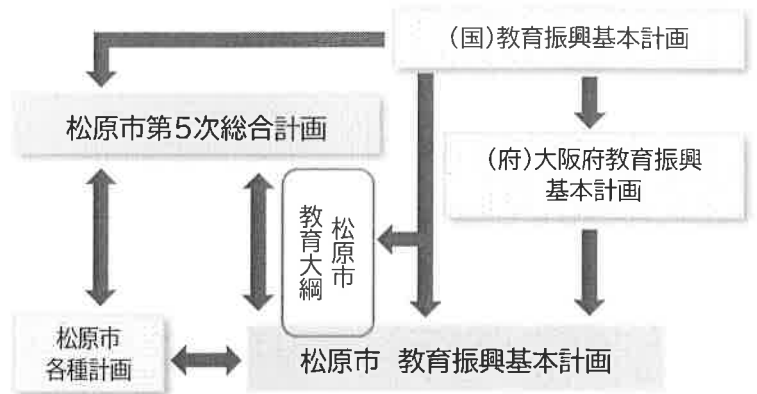 (国)教育振興基本計画
松原市第5次総合計画
(府)大阪府教育振興
基本計画
松原市
教育大綱
松原市
各種計画
松原市 教育振興基本計画